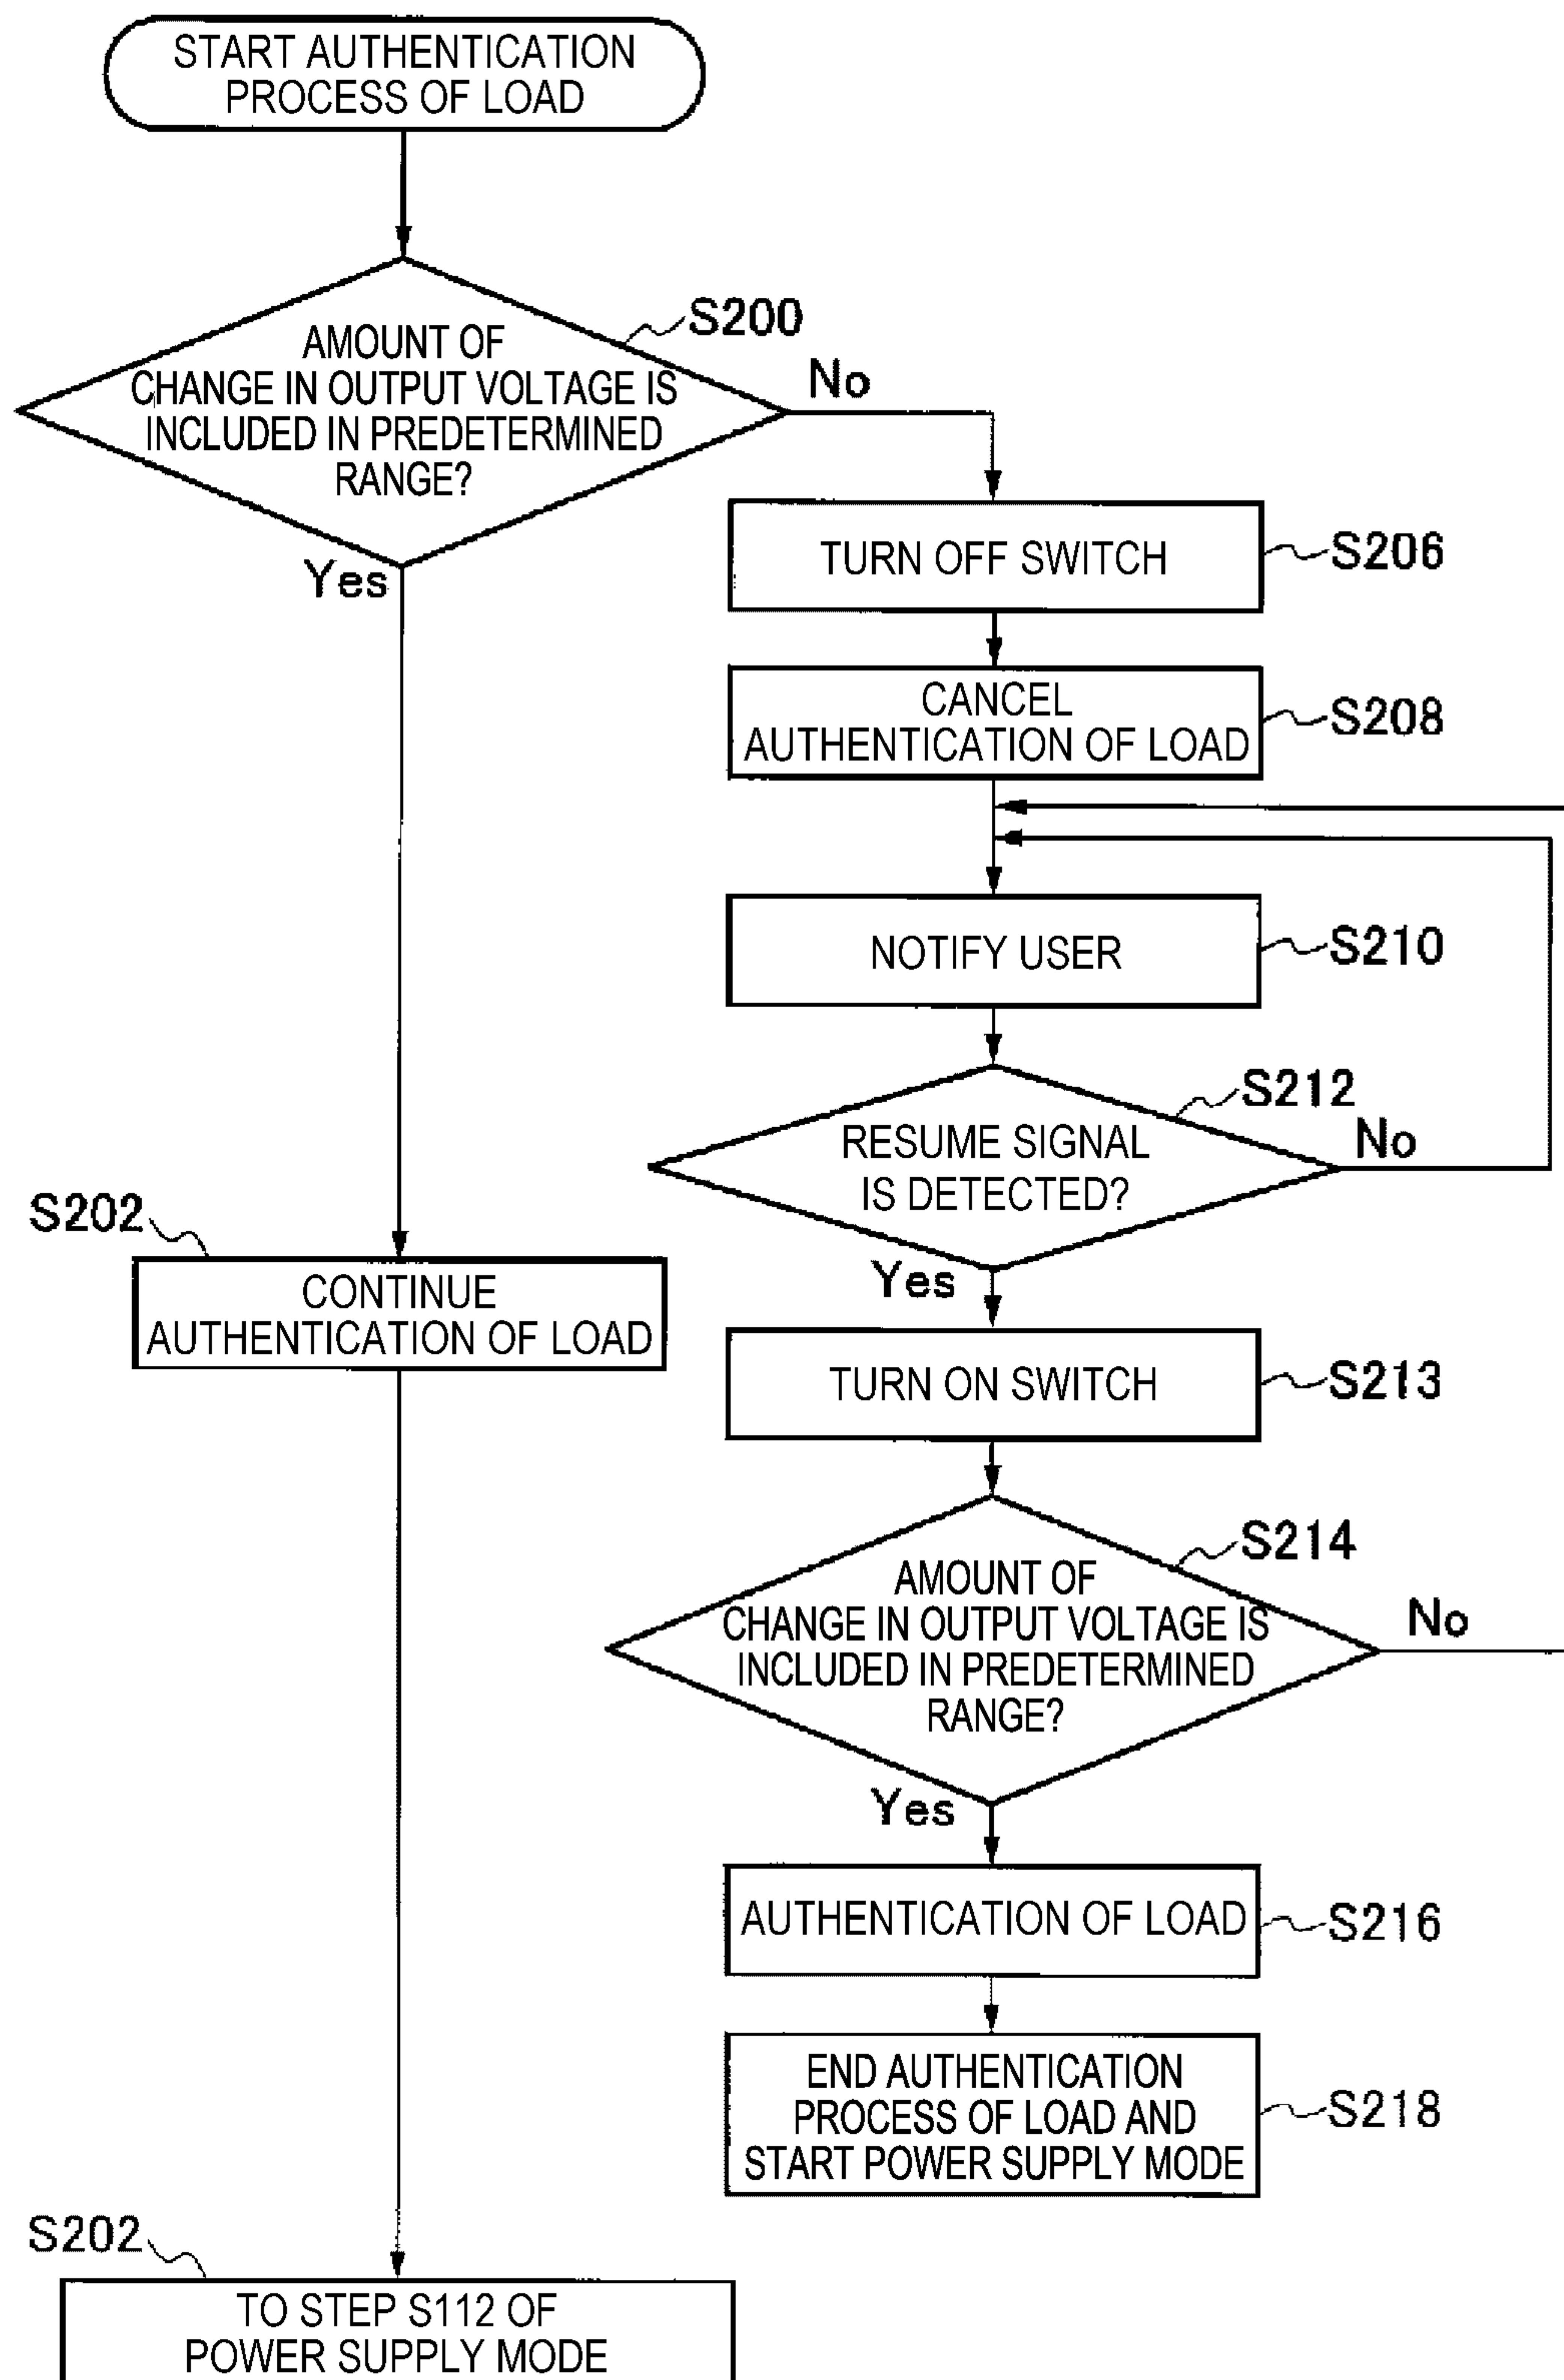 START AUTHENTICATION
PROCESS OF LOAD
S200
AMOUNT OF
CHANGE IN OUTPUT VOLTAGE IS
INCLUDED IN PREDETERMINED
RANGE?
No
Yes
TURN OFF SWITCH
S206
CANCEL
AUTHENTICATION OF LOAD
S208
NOTIFY USER
S210
S212
RESUME SIGNAL
IS DETECTED?
No
Yes
S202
CONTINUE
AUTHENTICATION OF LOAD
TURN ON SWITCH
S213
S214
AMOUNT OF
CHANGE IN OUTPUT VOLTAGE IS
INCLUDED IN PREDETERMINED
RANGE?
No
Yes
AUTHENTICATION OF LOAD
S216
END AUTHENTICATION
PROCESS OF LOAD AND
START POWER SUPPLY MODE
S218
S202
TO STEP S112 OF
POWER SUPPLY MODE